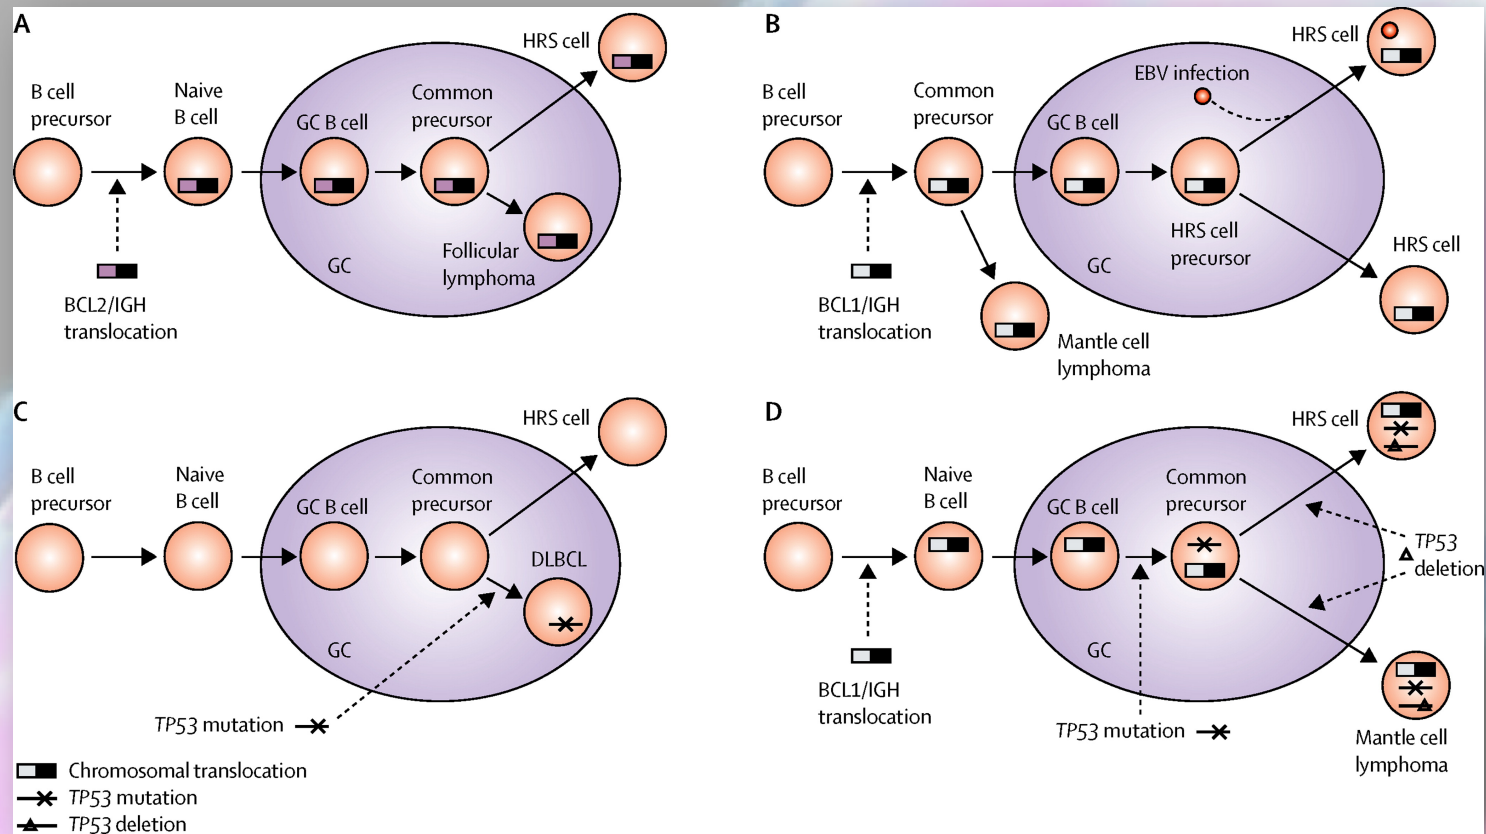 A
B cell
precursor
Naive
B cell
GC B cell
Common
precursor
HRS cell
Follicular
lymphoma
GC
BCL2/IGH
translocation
B
B cell
precursor
Common
precursor
GC B cell
EBV infection
HRS cell
HRS cell
precursor
HRS cell
GC
BCL1/IGH
translocation
Mantle cell
lymphoma
C
B cell
precursor
Naive
B cell
GC B cell
Common
precursor
HRS cell
DLBCL
GC
TP53 mutation
D
B cell
precursor
Naive
B cell
GC B cell
Common
precursor
HRS cell
TP53
deletion
GC
BCL1/IGH
translocation
TP53 mutation
Mantle cell
lymphoma
Chromosomal translocation
TP53 mutation
TP53 deletion